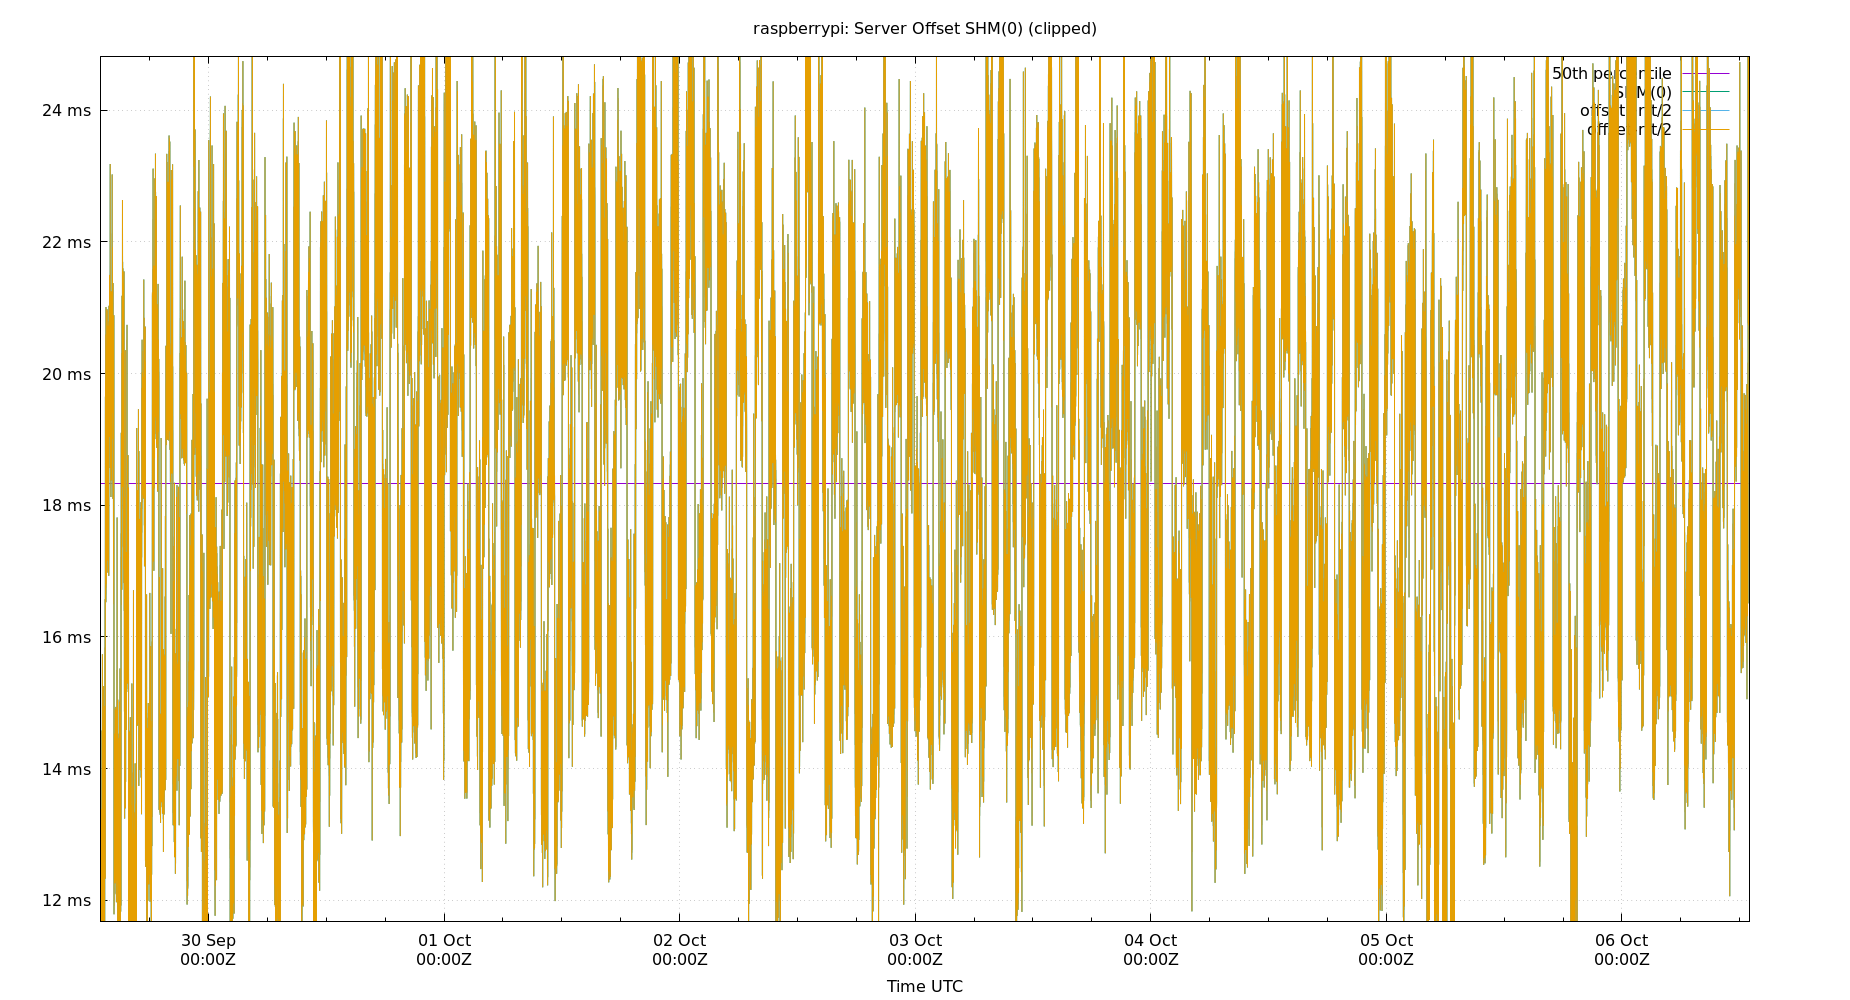 raspberrypi: Server Offset SHM(0) (clipped)
50th percentile
SHM(0)
24 ms
22 ms
20 ms
18 ms
16 ms
14 ms
12 ms
30 Sep 01 Oct 02 Oct 03 Oct 04 Oct 05 Oct 06 Oct
00:00Z 00:00Z 00:00Z 00:00Z 00:00Z 00:00Z 00:00Z
Time UTC